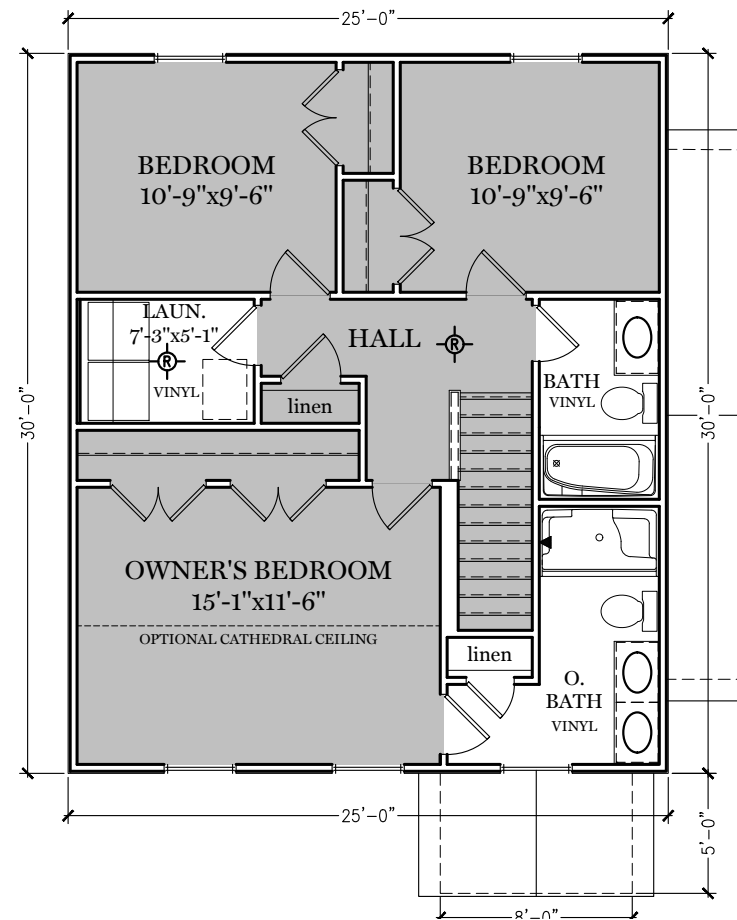 25'-0"
BEDROOM
10'-9"x9'-6"
BEDROOM
10'-9"x9'-6"
LAUN.
7'-3"x5'-1"
R
VINYL
HALL
R
linen
BATH
VINYL
30'-0"
30'-0"
OWNER'S BEDROOM
15'-1"x11'-6"
OPTIONAL CATHEDRAL CEILING
linen
O.
BATH
VINYL
25'-0"
5'-0"
8'-0"